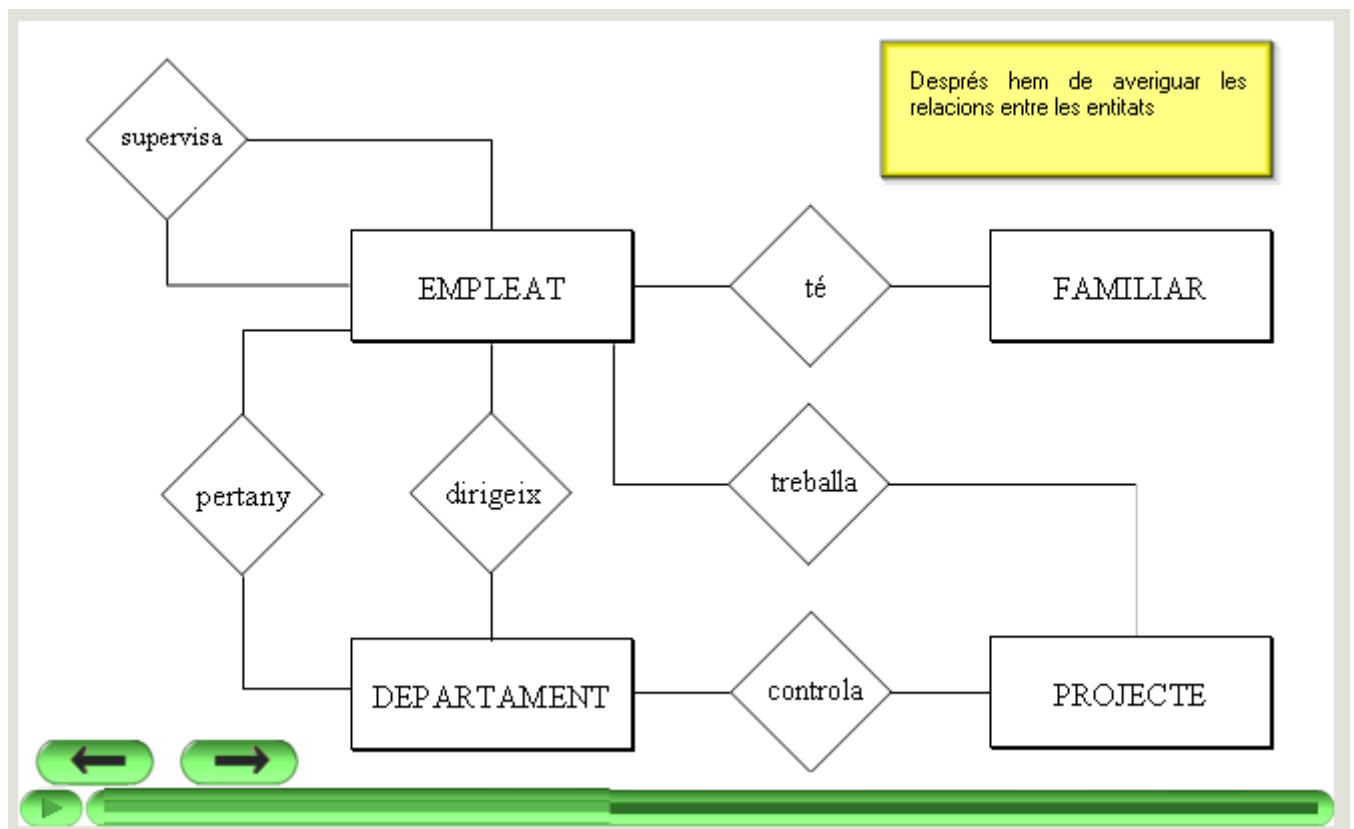 Després hem de averiguar les
relacions entre les entitats
supervisa
EMPLEAT
té
FAMILIAR
pertany
dirigeix
treballa
DEPARTAMENT
controla
PROJECTE